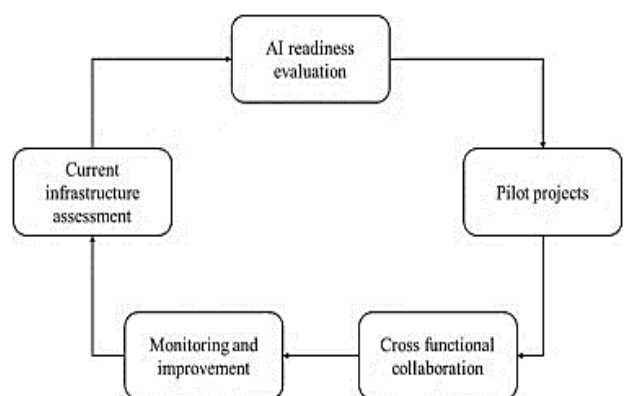 AI readiness
evaluation
Current
infrastructure
assessment
Pilot projects
Monitoring and
improvement
Cross functional
collaboration